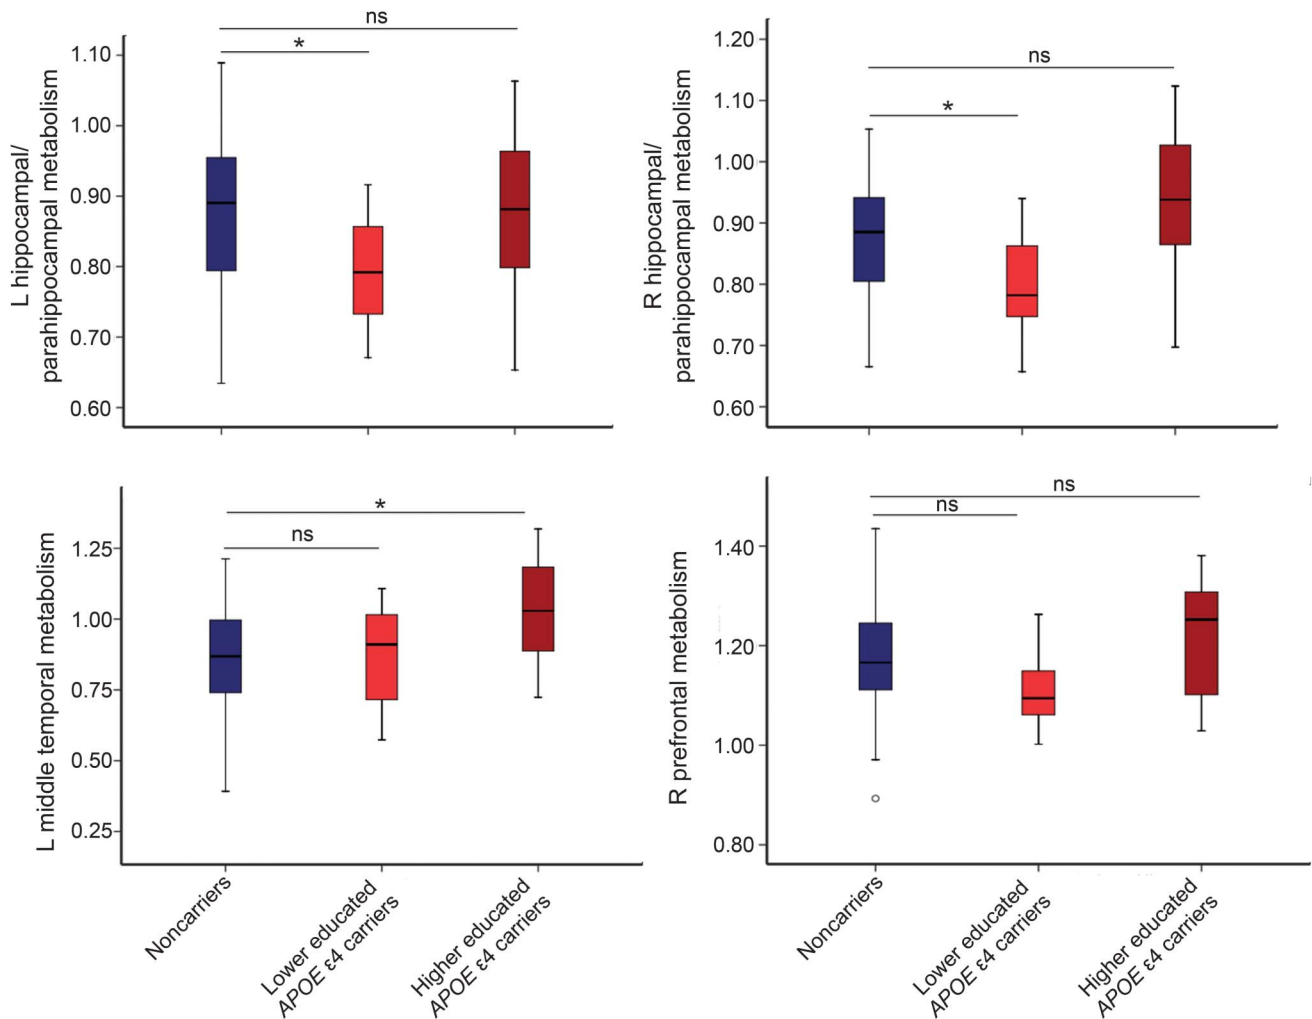 ns
*
1.10
1.00
0.90
0.80
0.70
0.60
L hippocampal/
parahippocampal metabolism
ns
*
1.20
1.10
1.00
0.90
0.80
0.70
0.60
R hippocampal/
parahippocampal metabolism
*
ns
1.25
1.00
0.75
0.50
0.25
L middle temporal metabolism
Noncarriers
Lower educated
APOE ε4 carriers
Higher educated
APOE ε4 carriers
ns
ns
1.40
1.20
1.00
0.80
R prefrontal metabolism
Noncarriers
Lower educated
APOE ε4 carriers
Higher educated
APOE ε4 carriers